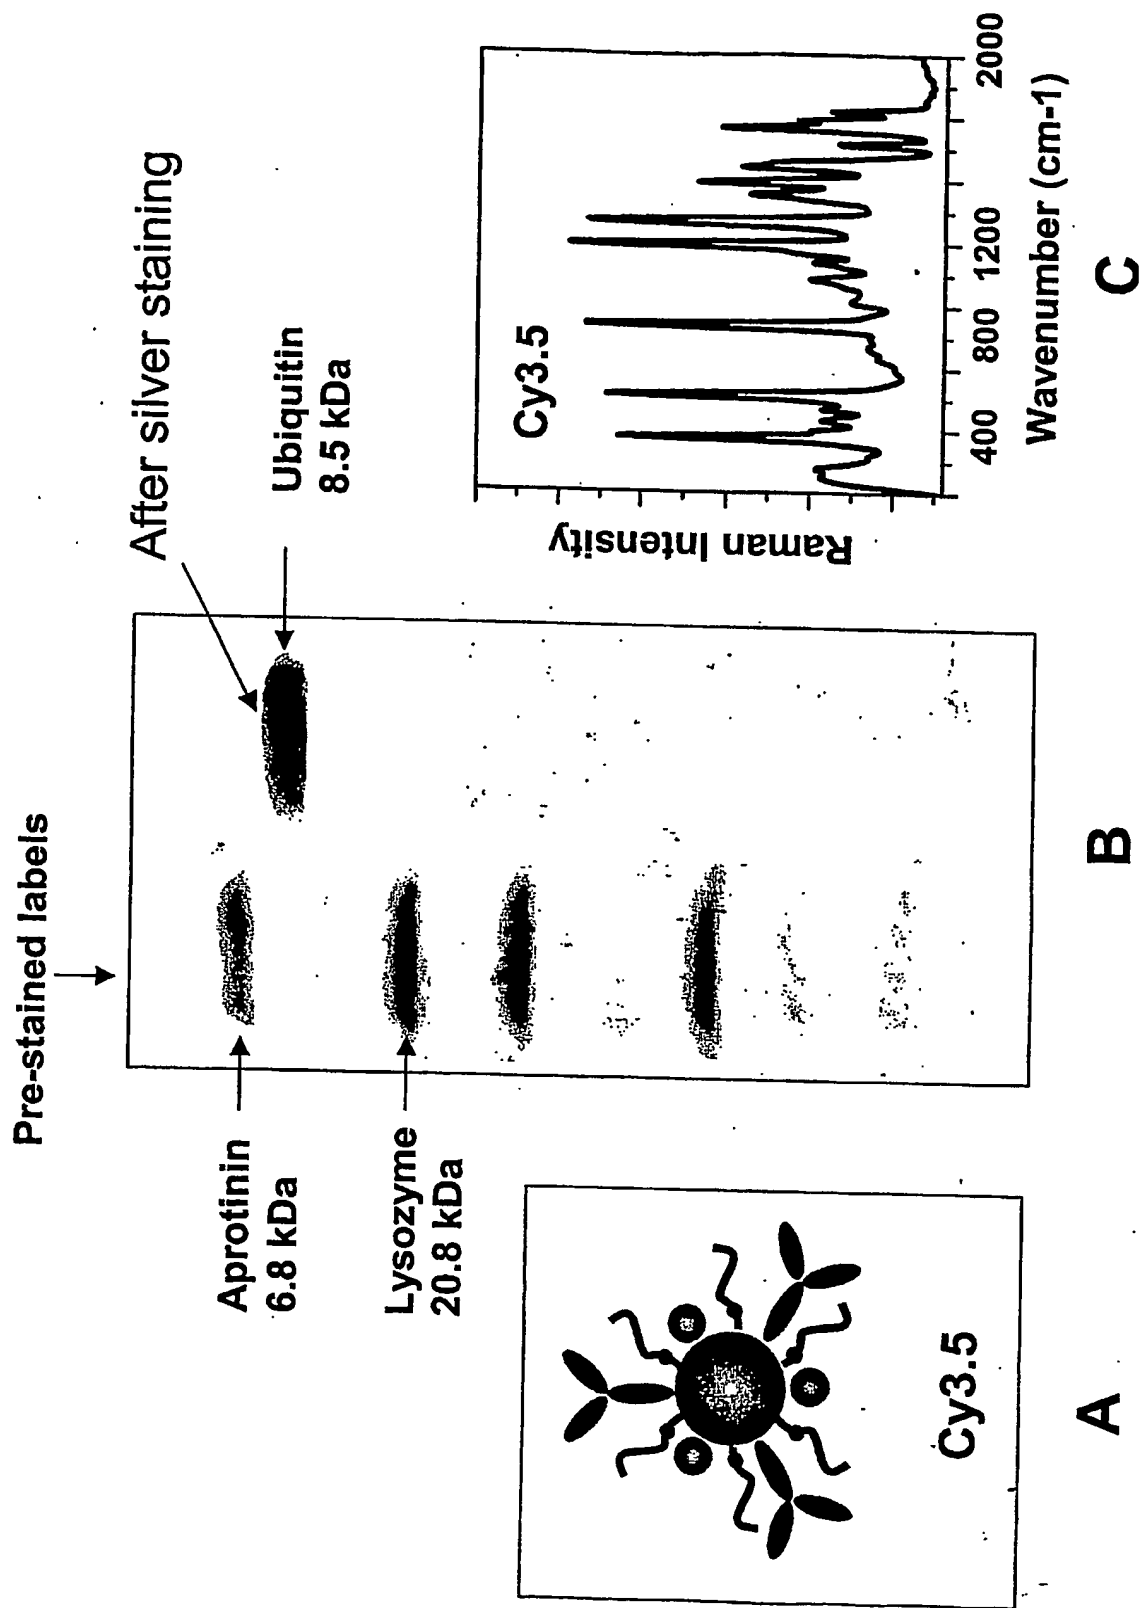 Pre-stained labels
After silver staining
Aprotinin
6.8 kDa
Lysozyme
20.8 kDa
Ubiquitin
8.5 kDa
Cy3.5
Cy3.5
Raman Intensity
400
800
1200
2000
Wavenumber (cm-1)
A
B
C